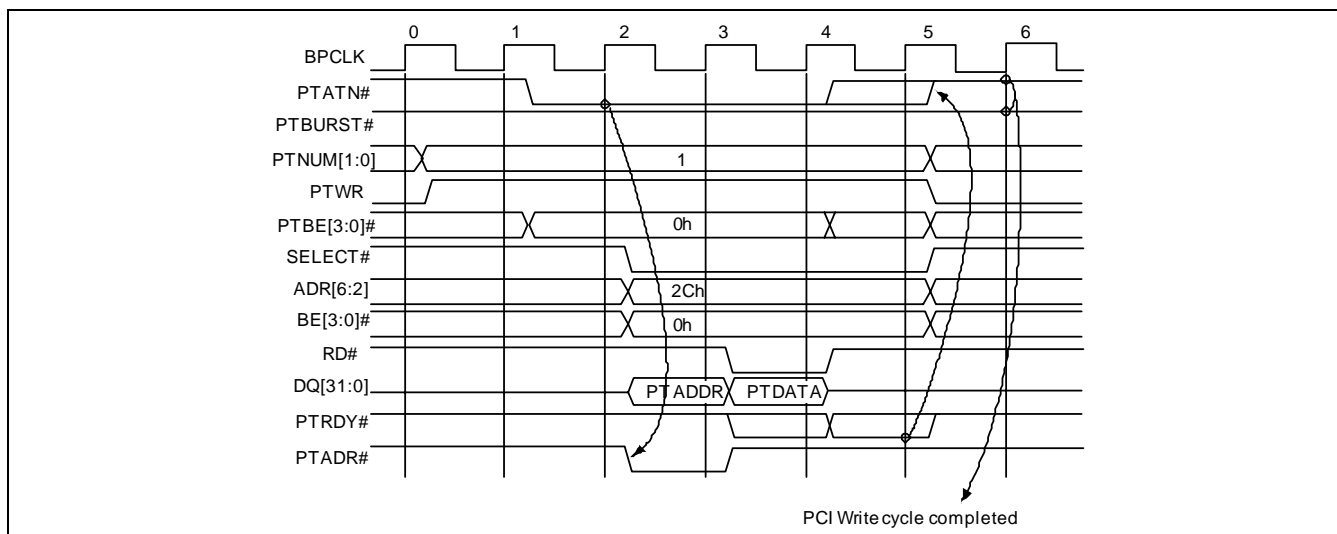 0 1 2 3 4 5 6
BPCLK
PTATN#
PTBURST#
PTNUM[1:0] 1
PTWR
PTBE[3:0]# 0h
SELECT#
ADR[6:2] 2Ch
BE[3:0]# 0h
RD#
DQ[31:0] PTADDR PTDATA
PTRDY#
PTADR#
PCI Write cycle completed